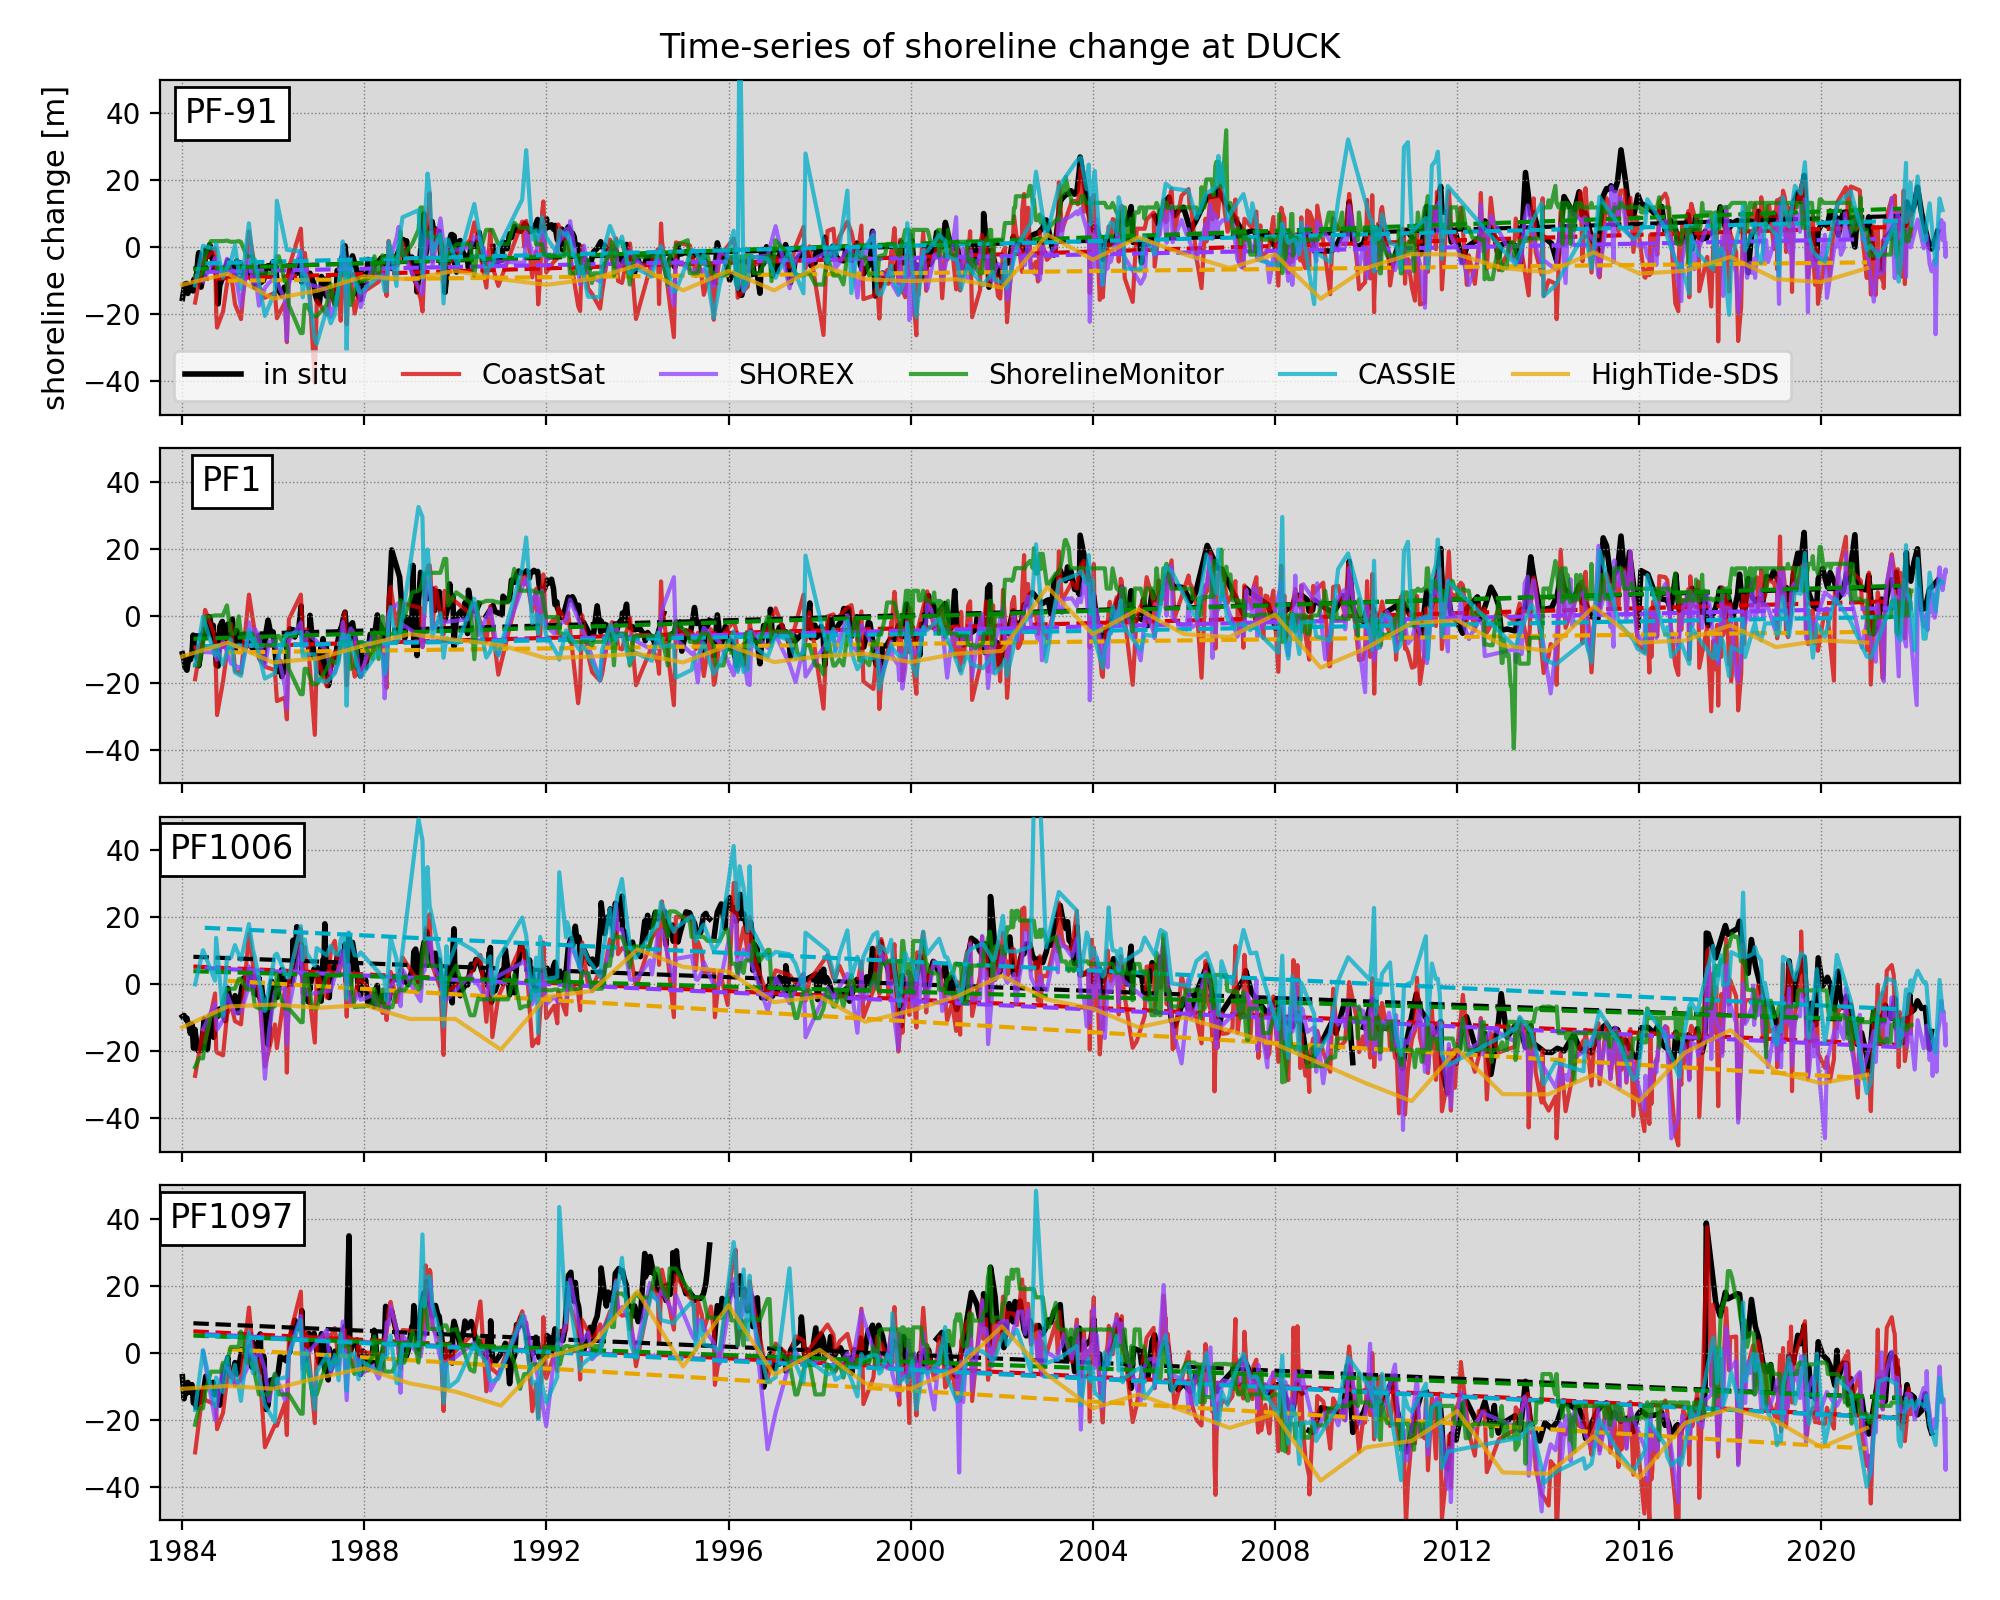 Time-series of shoreline change at DUCK
shoreline change [m]
PF-91
40
20
0
−20
−40
in situ CoastSat SHOREX ShorelineMonitor CASSIE HighTide-SDS
PF1
40
20
0
−20
−40
PF1006
40
20
0
−20
−40
PF1097
40
20
0
−20
−40
1984 1988 1992 1996 2000 2004 2008 2012 2016 2020